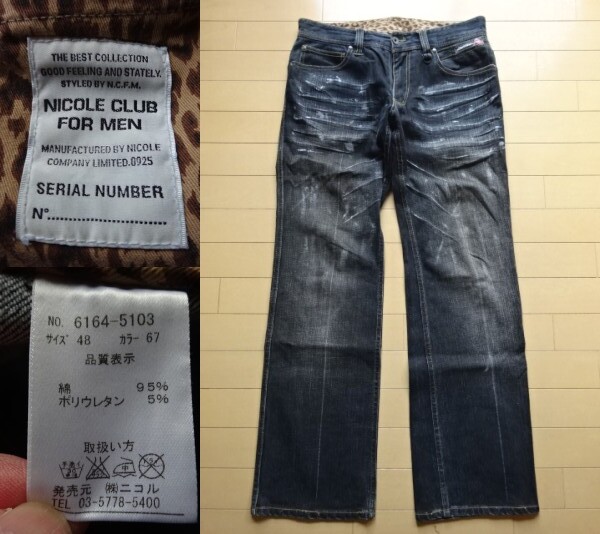 THE BEST COLLECTION
GOOD FEELING AND STATELY.
STYLED BY N.C.F.M.
NICOLE CLUB
FOR MEN
MANUFACTURED BY NICOLE
COMPANY LIMITED.0925
SERIAL NUMBER
N°............................
NO. 6164-5103
サイズ 48 カラー 67
品質表示
綿 95%
ポリウレタン 5%
取扱い方
中
発売元 ㈱ニコル
TEL 03-5778-5400